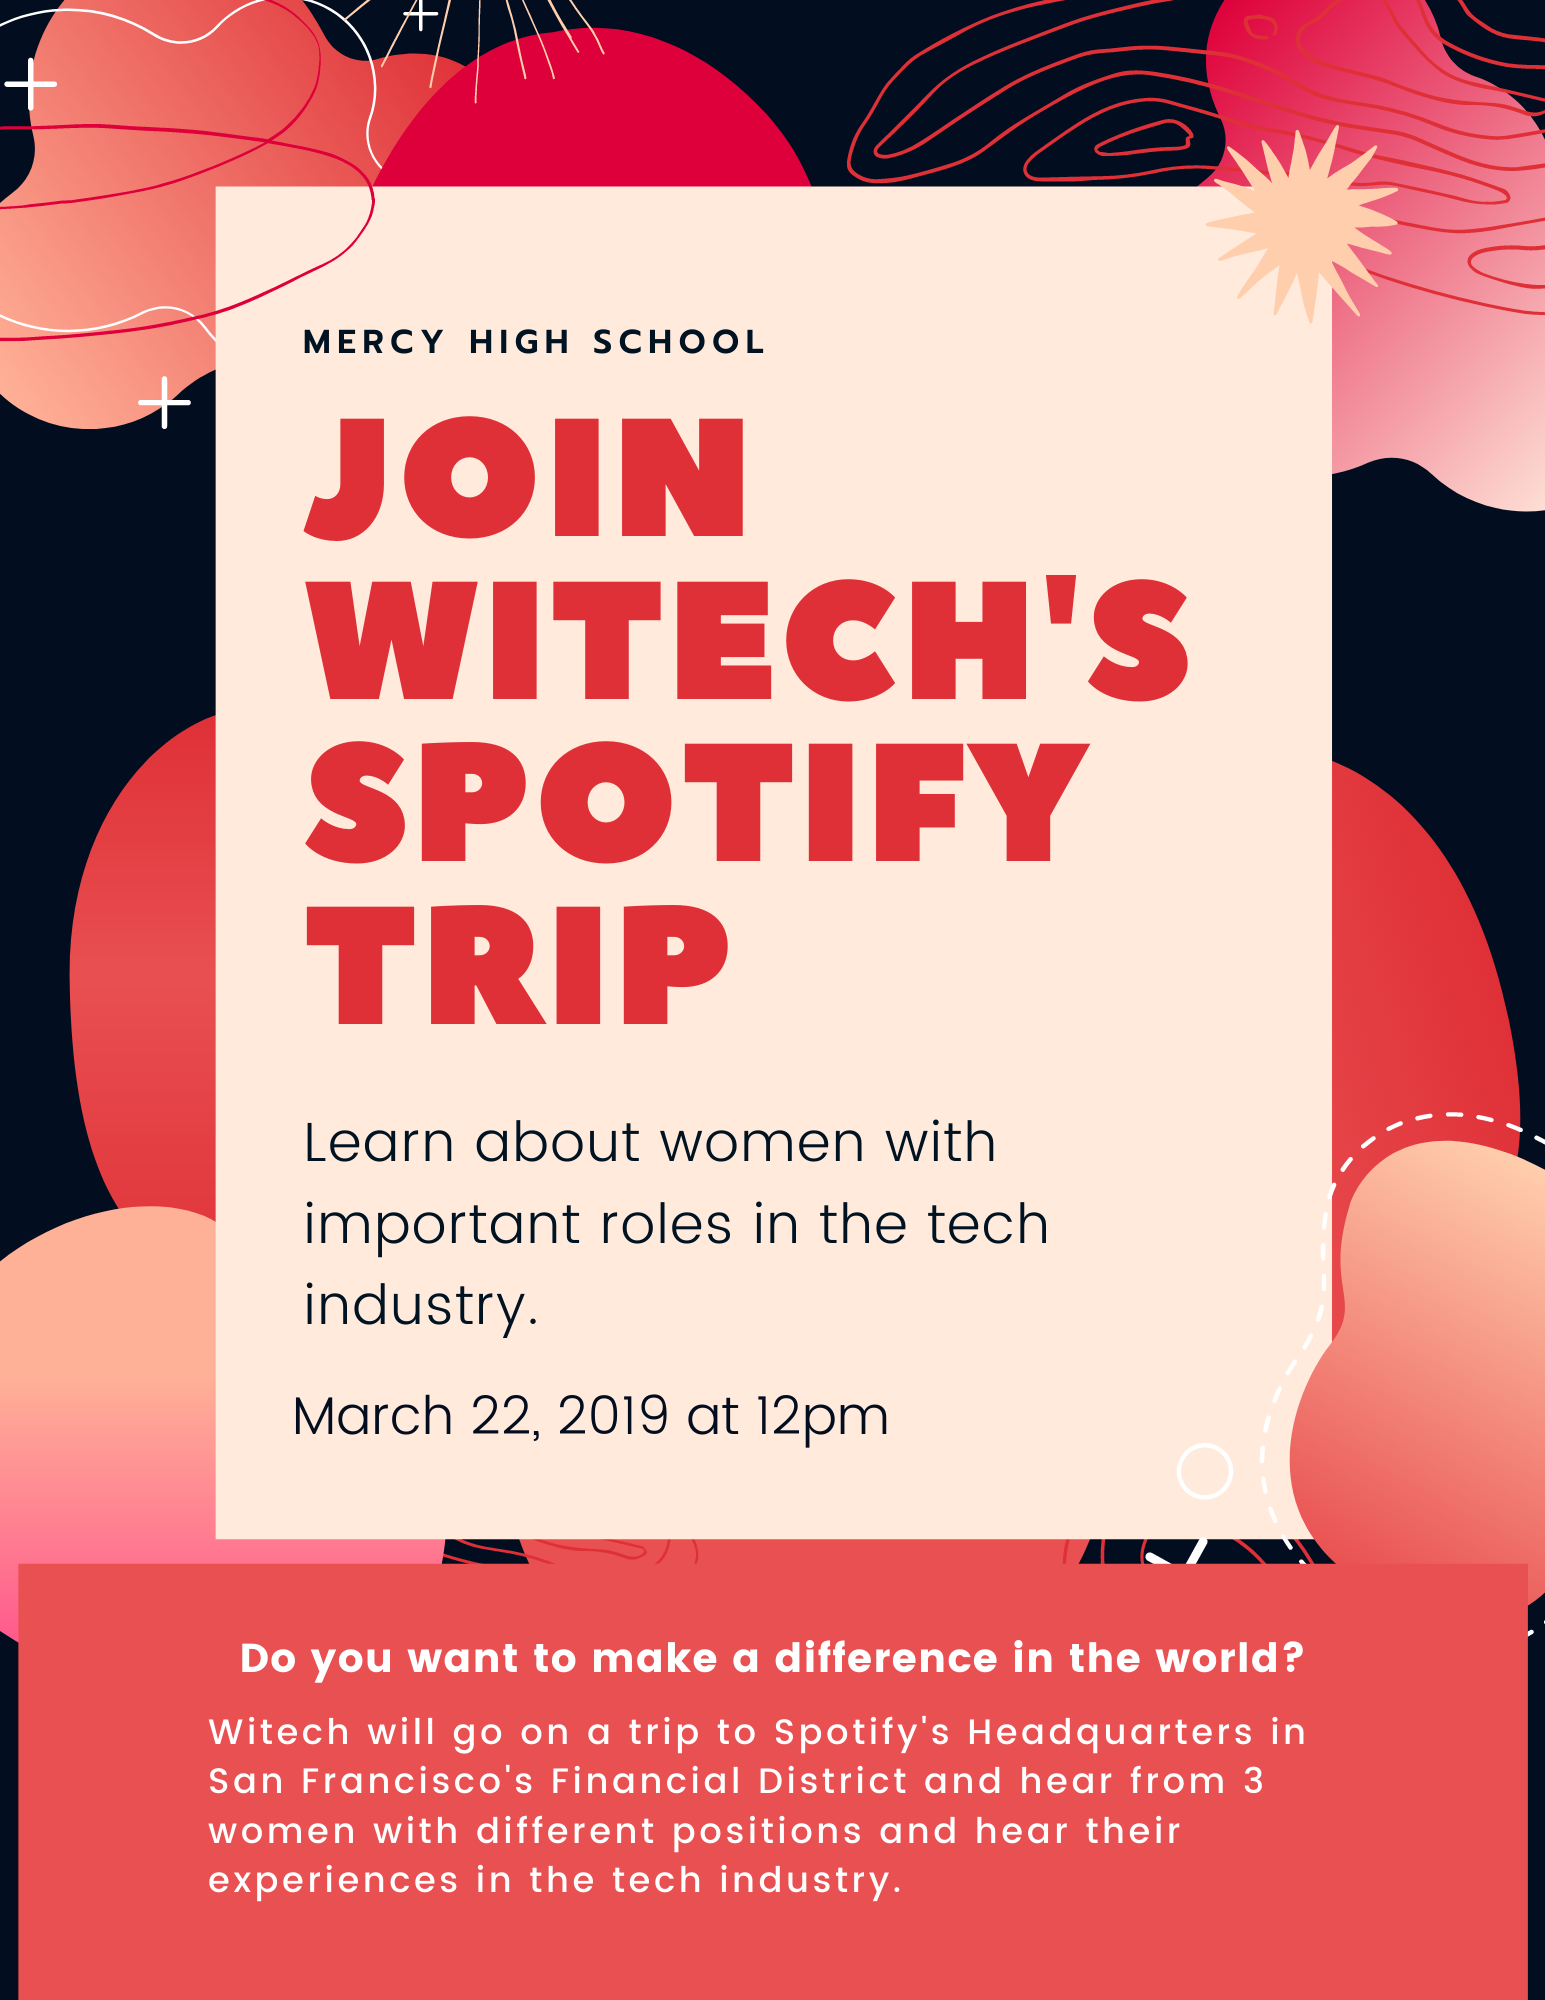 MERCY HIGH SCHOOL
JOIN
WITECH'S
SPOTIFY
TRIP
Learn about women with
important roles in the tech
industry.
March 22, 2019 at 12pm
Do you want to make a difference in the world?
Witech will go on a trip to Spotify's Headquarters in
San Francisco's Financial District and hear from 3
women with different positions and hear their
experiences in the tech industry.